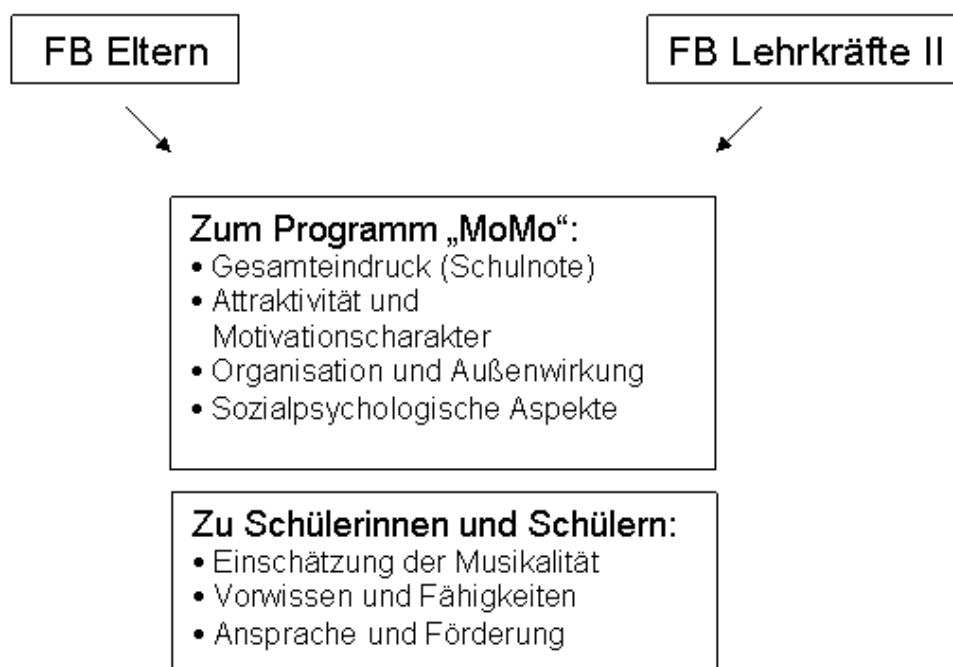 FB Eltern
FB Lehrkräfte II
Zum Programm „MoMo“:
• Gesamteindruck (Schulnote)
• Attraktivität und
Motivationscharakter
• Organisation und Außenwirkung
• Sozialpsychologische Aspekte
Zu Schülerinnen und Schülern:
• Einschätzung der Musikalität
• Vorwissen und Fähigkeiten
• Ansprache und Förderung